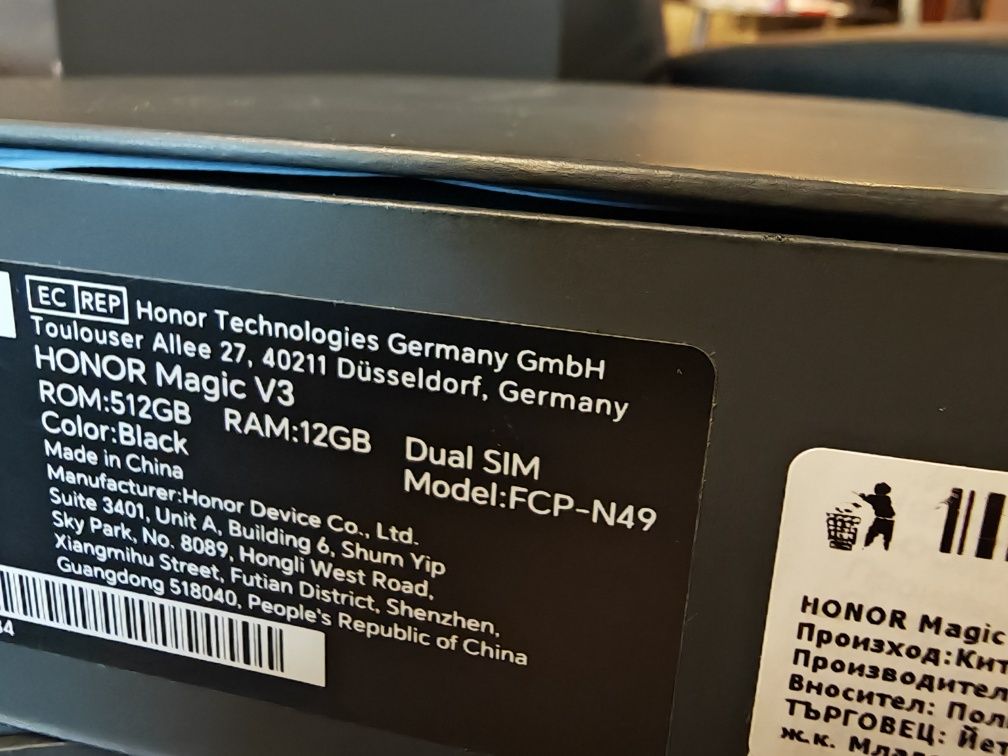 EC REP Honor Technologies Germany GmbH
Toulouser Allee 27, 40211 Düsseldorf, Germany
HONOR Magic V3
ROM:512GB RAM:12GB Dual SIM
Color:Black Model:FCP-N49
Made in China
Manufacturer:Honor Device Co., Ltd.
Suite 3401, Unit A, Building 6, Shum Yip
Sky Park, No. 8089, Hongli West Road,
Xiangmihu Street, Futian District, Shenzhen,
Guangdong 518040, People's Republic of China
HONOR Magic
Произход:
ТЪРГОВЕЦ:
Вносител:
ж.к.